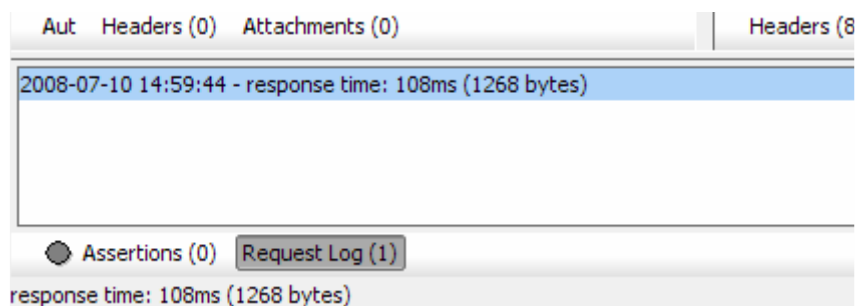 Aut Headers (0) Attachments (0) Headers (8
2008-07-10 14:59:44 - response time: 108ms (1268 bytes)
Assertions (0) Request Log (1)
response time: 108ms (1268 bytes)